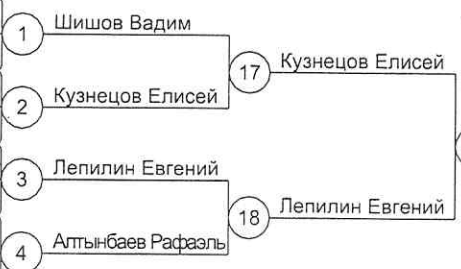 1 Шишов Вадим
17 Кузнецов Елисей
2 Кузнецов Елисей
3 Лепилин Евгений
18 Лепилин Евгений
4 Алтынбаев Рафаэль